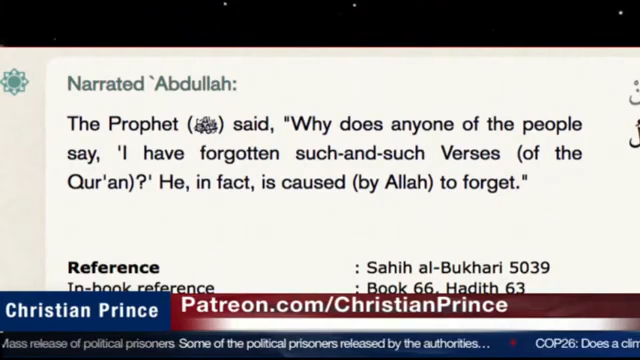 Narrated `Abdullah:
The Prophet (ﷺ) said, "Why does anyone of the people
say, 'I have forgotten such-and-such Verses (of the
Qur'an)?' He, in fact, is caused (by Allah) to forget."
Reference : Sahih al-Bukhari 5039
In-book reference : Book 66, Hadith 63
Christian Prince
Patreon.com/ChristianPrince
Mass release of political prisoners Some of the political prisoners released by the authorities... COP26: Does a clim